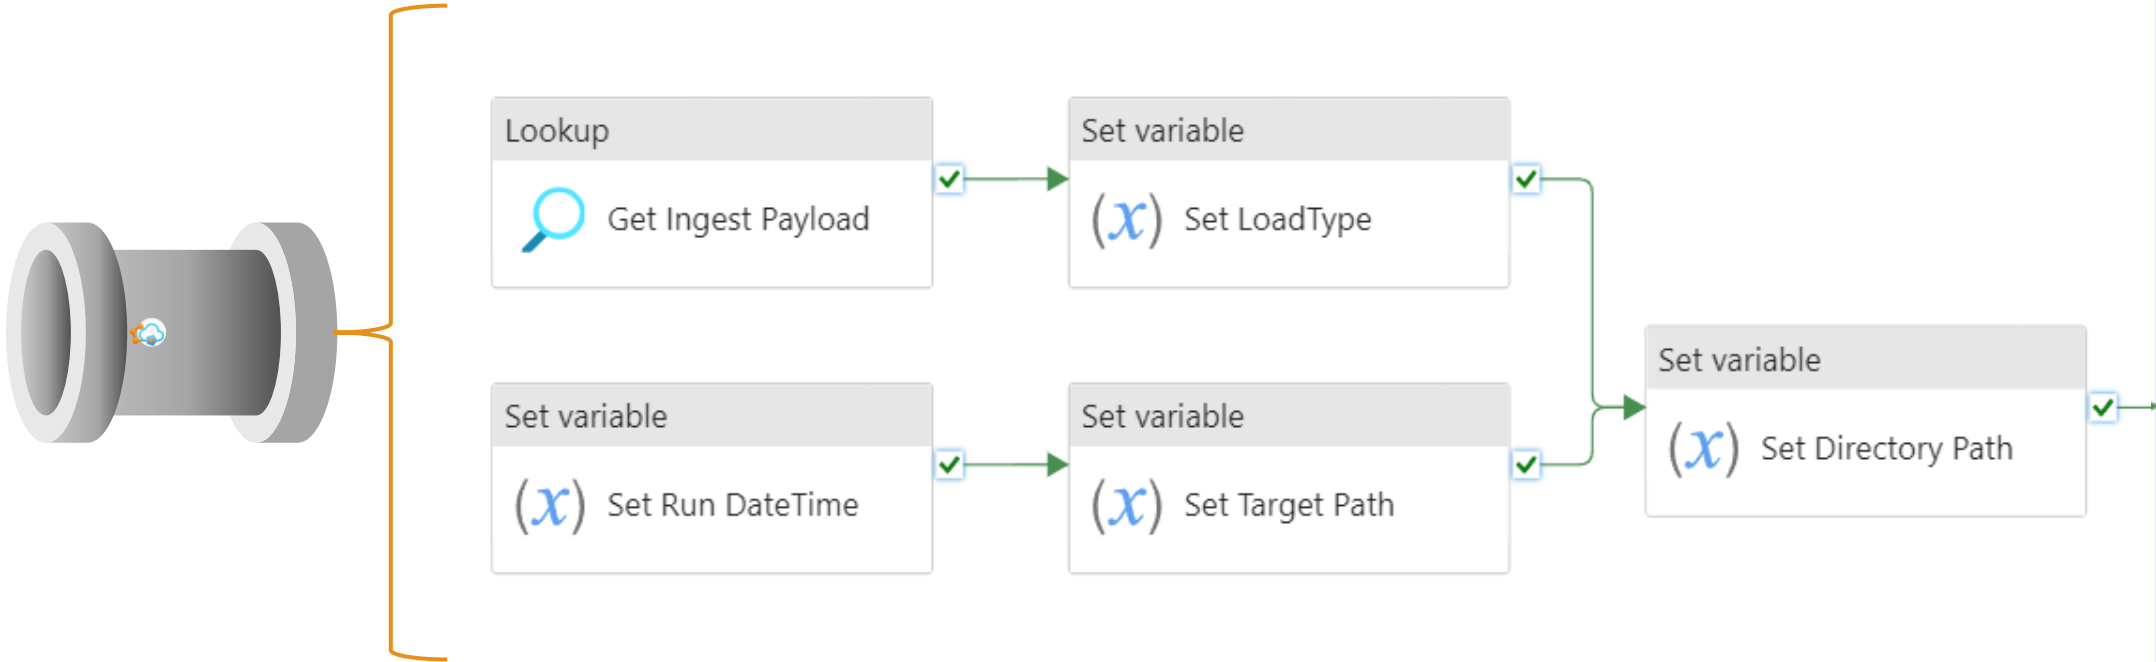 Lookup
Get Ingest Payload
Set variable
(x) Set LoadType
Set variable
(x) Set Run DateTime
Set variable
(x) Set Target Path
Set variable
(x) Set Directory Path